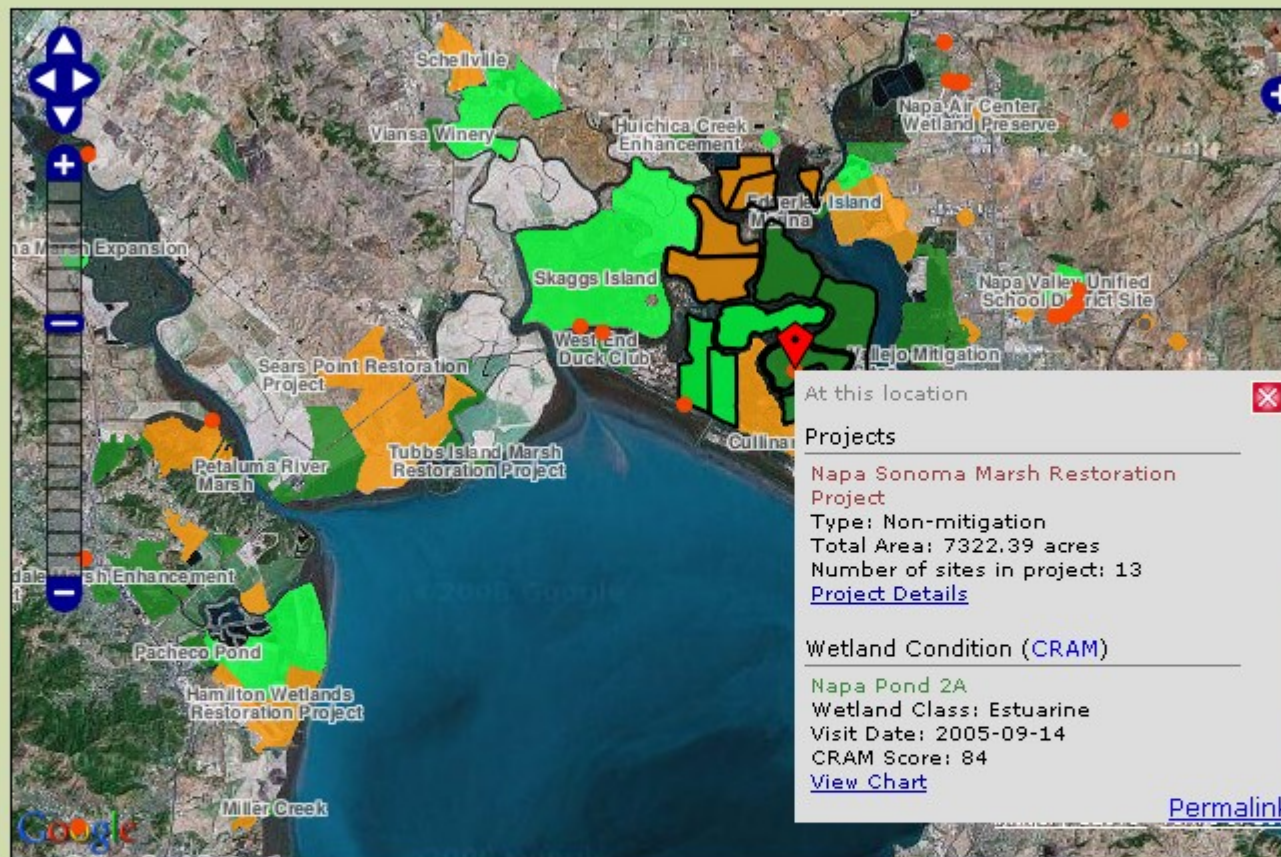 Schellville
Viansa Winery
Huichica Creek
Enhancement
Napa Air Center
Wetland Preserve
Island
Marsh Expansion
Skaggs Island
Napa Valley Unified
School District Site
West End
Duck Club
Vallejo Mitigation
Sears Point Restoration
Project
Tubbs Island Marsh
Restoration Project
Petaluma River
Marsh
Enhancement
Pacheco Pond
Hamilton Wetlands
Restoration Project
Miller Creek
Google
At this location
Projects
Napa Sonoma Marsh Restoration
Project
Type: Non-mitigation
Total Area: 7322.39 acres
Number of sites in project: 13
Project Details
Wetland Condition (CRAM)
Napa Pond 2A
Wetland Class: Estuarine
Visit Date: 2005-09-14
CRAM Score: 84
View Chart
Permalink